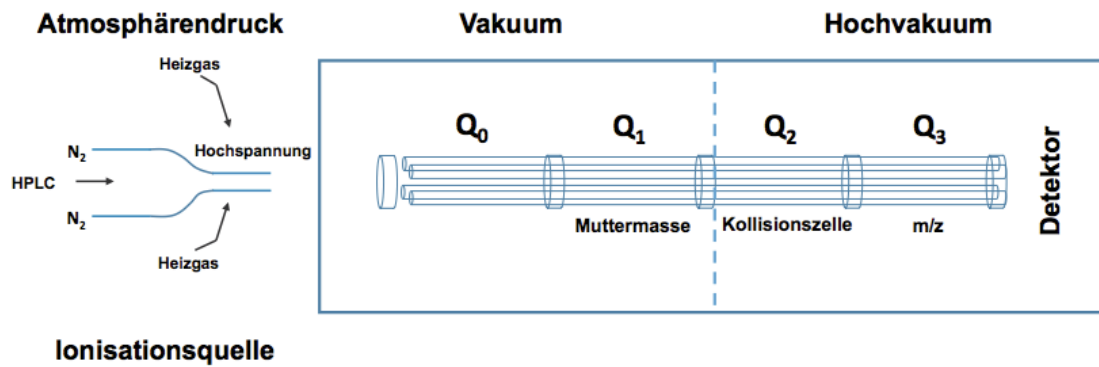 Atmosphärendruck
Vakuum
Hochvakuum
Heizgas
Q0
Q1
Q2
Q3
N2
Hochspannung
HPLC
N2
Muttermasse
Kollisionszelle
m/z
Detektor
Heizgas
Ionisationsquelle